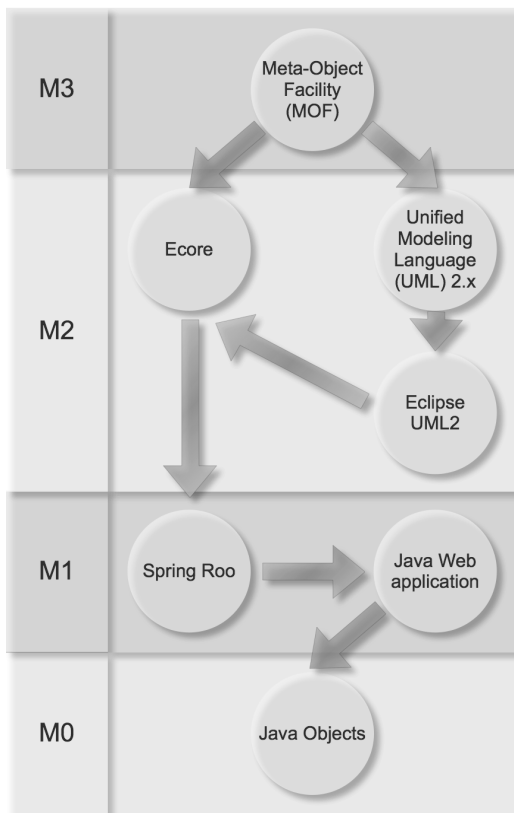 M3
Meta-Object
Facility
(MOF)
M2
Ecore
Unified
Modeling
Language
(UML) 2.x
Eclipse
UML2
M1
Spring Roo
Java Web
application
M0
Java Objects